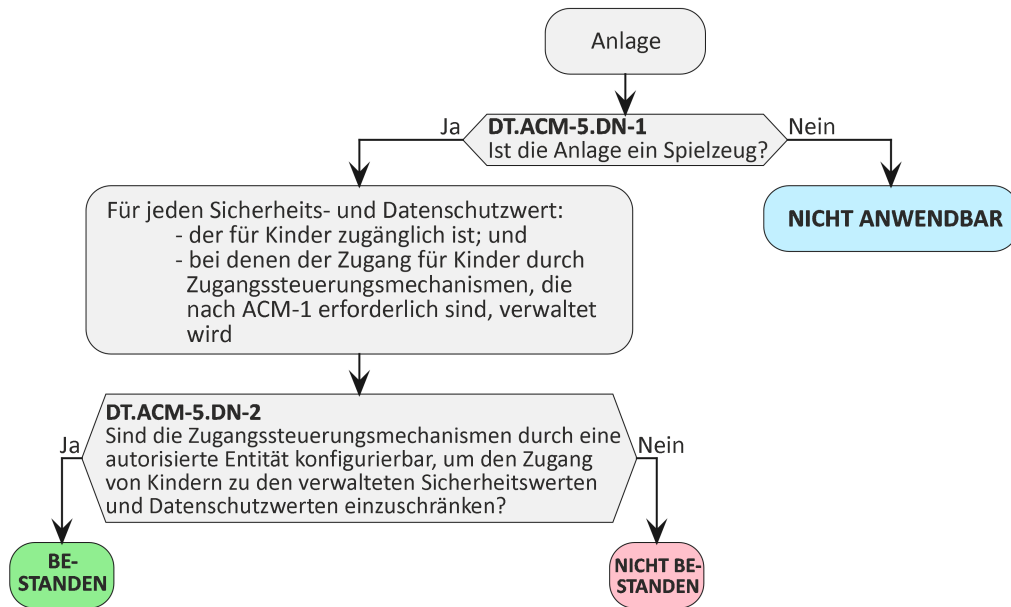 Anlage
Ja
DT.ACM-5.DN-1
Nein
Ist die Anlage ein Spielzeug?
Für jeden Sicherheits- und Datenschutzwert:
- der für Kinder zugänglich ist; und
- bei denen der Zugang für Kinder durch
Zugangssteuerungsmechanismen, die
nach ACM-1 erforderlich sind, verwaltet
wird
NICHT ANWENDBAR
DT.ACM-5.DN-2
Ja
Sind die Zugangssteuerungsmechanismen durch eine
autorisierte Entität konfigurierbar, um den Zugang
von Kindern zu den verwalteten Sicherheitswerten
und Datenschutzwerten einzuschränken?
Nein
BE-
STANDEN
NICHT BE-
STANDEN